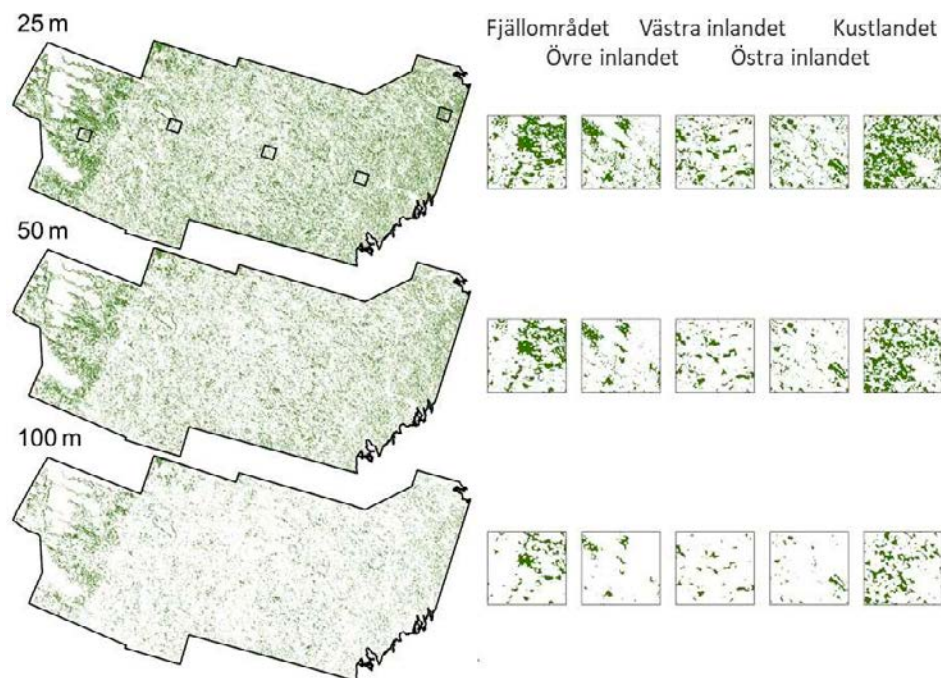 25 m
Fjällområdet Västra inlandet Kustlandet
Övre inlandet Östra inlandet
50 m
100 m